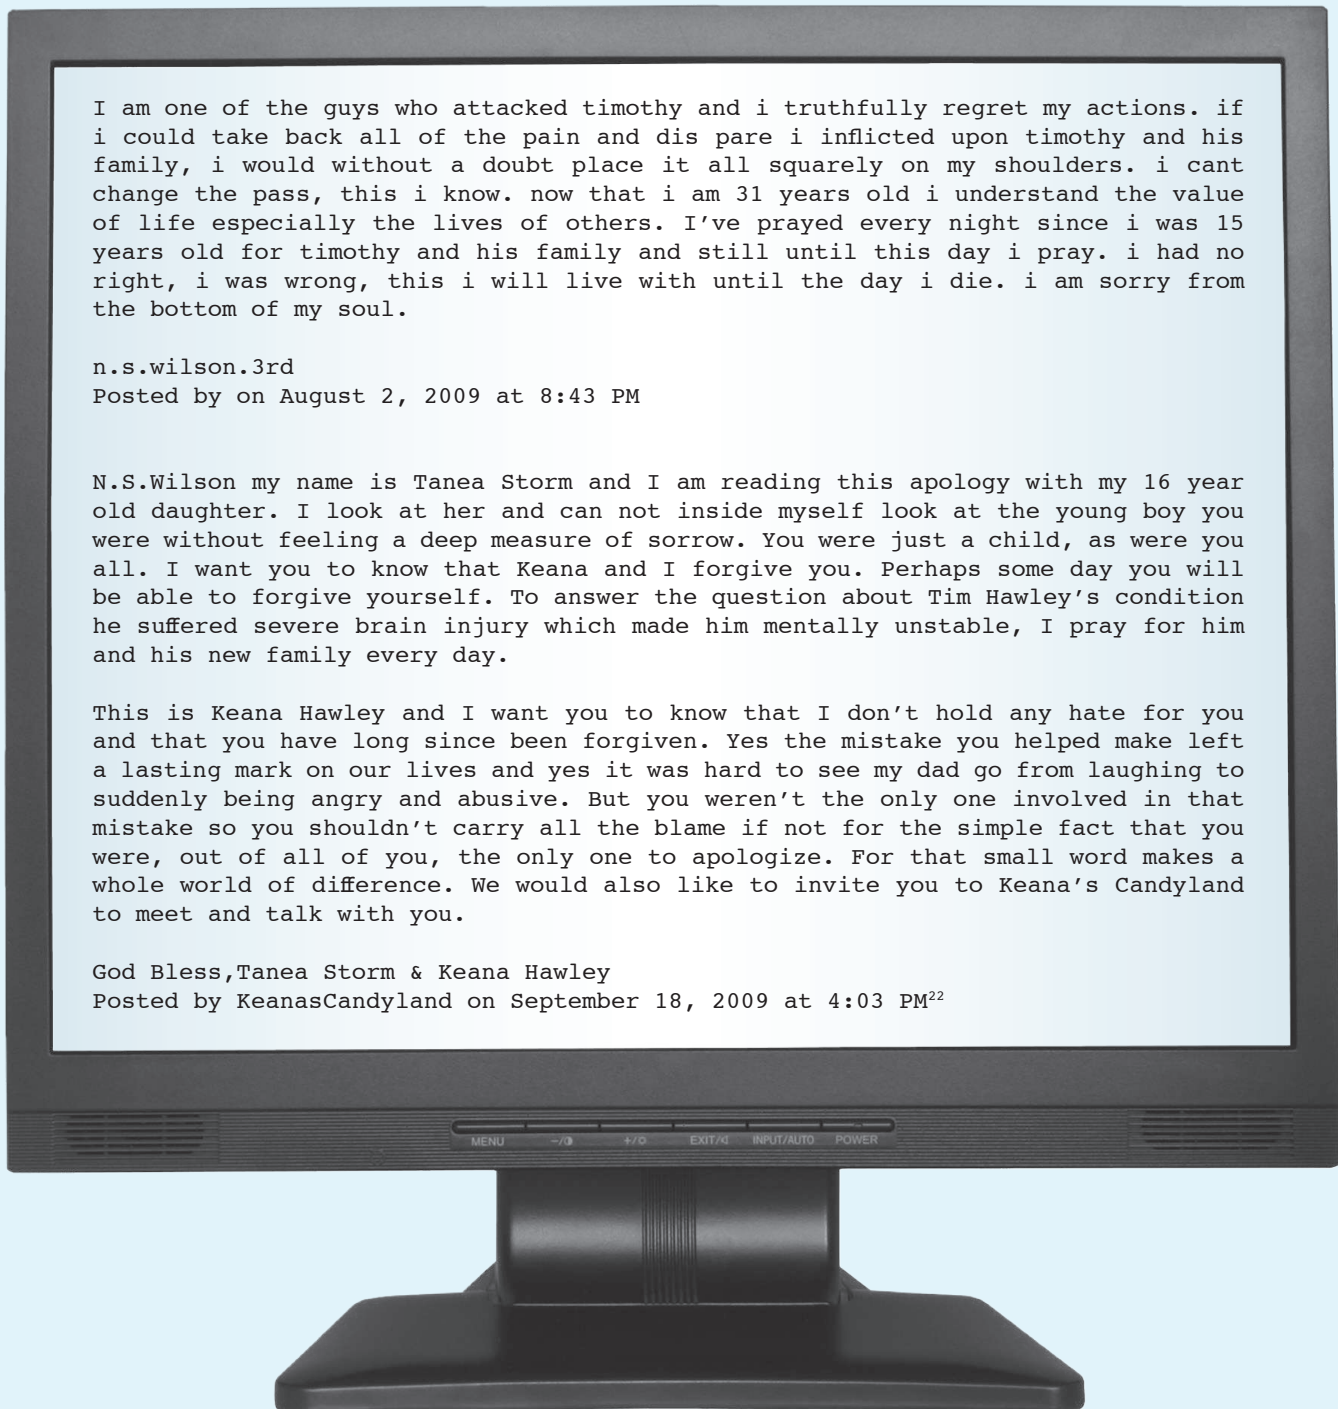 I am one of the guys who attacked timothy and i truthfully regret my actions. if
i could take back all of the pain and dis pare i inflicted upon timothy and his
family, i would without a doubt place it all squarely on my shoulders. i cant
change the pass, this i know. now that i am 31 years old i understand the value
of life especially the lives of others. I've prayed every night since i was 15
years old for timothy and his family and still until this day i pray. i had no
right, i was wrong, this i will live with until the day i die. i am sorry from
the bottom of my soul.
n.s.wilson.3rd
Posted by on August 2, 2009 at 8:43 PM
N.S.Wilson my name is Tanea Storm and I am reading this apology with my 16 year
old daughter. I look at her and can not inside myself look at the young boy you
were without feeling a deep measure of sorrow. You were just a child, as were you
all. I want you to know that Keana and I forgive you. Perhaps some day you will
be able to forgive yourself. To answer the question about Tim Hawley's condition
he suffered severe brain injury which made him mentally unstable, I pray for him
and his new family every day.
This is Keana Hawley and I want you to know that I don't hold any hate for you
and that you have long since been forgiven. Yes the mistake you helped make left
a lasting mark on our lives and yes it was hard to see my dad go from laughing to
suddenly being angry and abusive. But you weren't the only one involved in that
mistake so you shouldn't carry all the blame if not for the simple fact that you
were, out of all of you, the only one to apologize. For that small word makes a
whole world of difference. We would also like to invite you to Keana's Candyland
to meet and talk with you.
God Bless,Tanea Storm & Keana Hawley
Posted by KeanasCandyland on September 18, 2009 at 4:03 PM²²
MENU −/◑ +/☼ EXIT/◁ INPUT/AUTO POWER